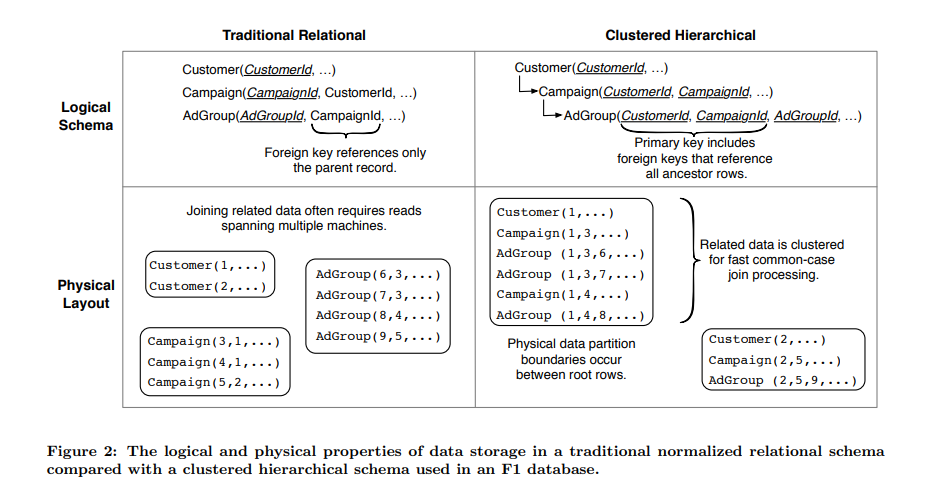 Traditional Relational
Clustered Hierarchical
Logical
Schema
Customer(CustomerId, …)
Campaign(CampaignId, CustomerId, …)
AdGroup(AdGroupId, CampaignId, …)
Foreign key references only
the parent record.
Customer(CustomerId, …)
Campaign(CustomerId, CampaignId, …)
AdGroup(CustomerId, CampaignId, AdGroupId, …)
Primary key includes
foreign keys that reference
all ancestor rows.
Physical
Layout
Joining related data often requires reads
spanning multiple machines.
Customer(1,...)
Customer(2,...)
AdGroup(6,3,...)
AdGroup(7,3,...)
AdGroup(8,4,...)
AdGroup(9,5,...)
Campaign(3,1,...)
Campaign(4,1,...)
Campaign(5,2,...)
Customer(1,...)
Campaign(1,3,...)
AdGroup (1,3,6,...)
AdGroup (1,3,7,...)
Campaign(1,4,...)
AdGroup (1,4,8,...)
Related data is clustered
for fast common-case
join processing.
Physical data partition
boundaries occur
between root rows.
Customer(2,...)
Campaign(2,5,...)
AdGroup (2,5,9,...)
Figure 2: The logical and physical properties of data storage in a traditional normalized relational schema
compared with a clustered hierarchical schema used in an F1 database.